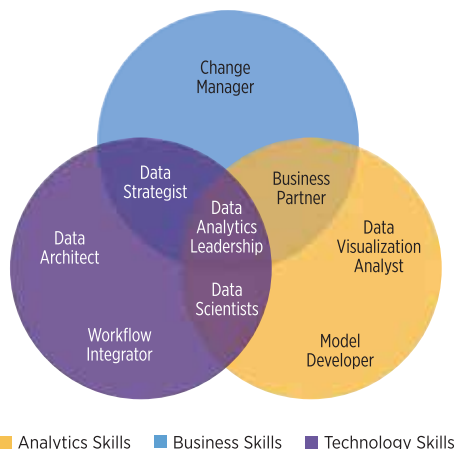 Change
Manager
Data
Strategist
Business
Partner
Data
Analytics
Leadership
Data
Visualization
Analyst
Data
Architect
Data
Scientists
Workflow
Integrator
Model
Developer
Analytics Skills
Business Skills
Technology Skills